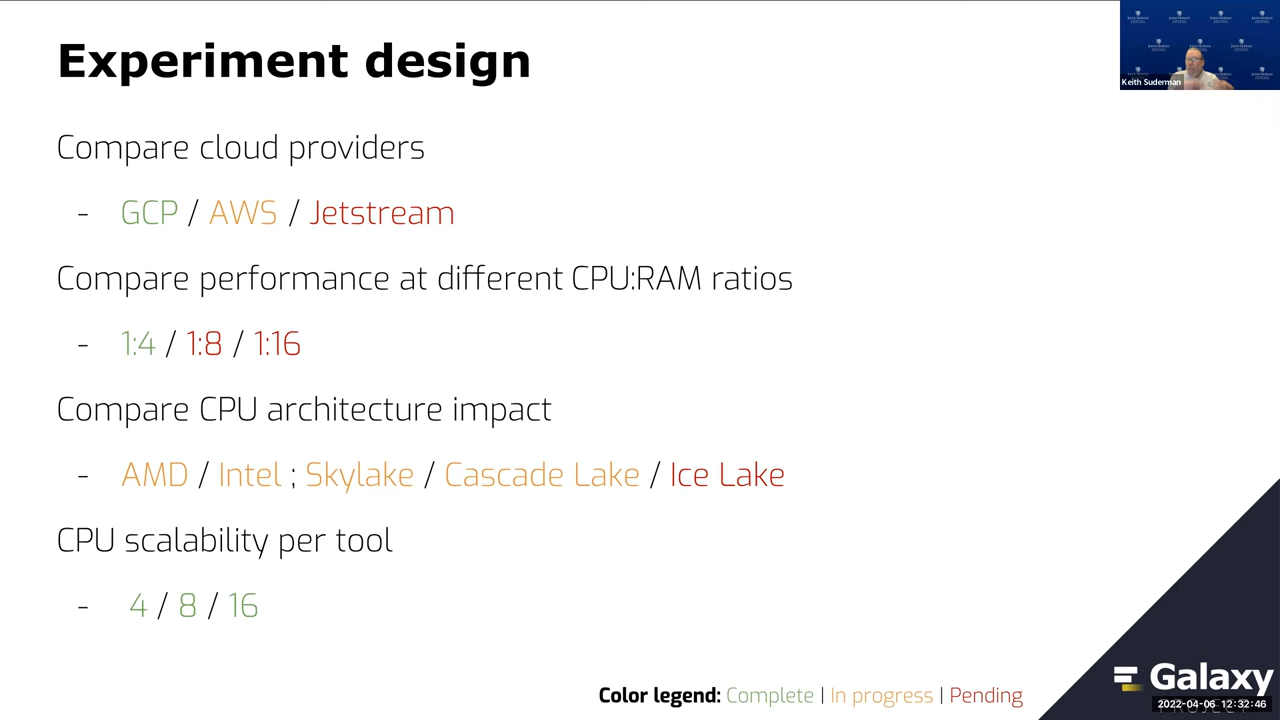 Experiment design
Keith Suderman
Compare cloud providers
- GCP / AWS / Jetstream
Compare performance at different CPU:RAM ratios
- 1:4 / 1:8 / 1:16
Compare CPU architecture impact
- AMD / Intel ; Skylake / Cascade Lake / Ice Lake
CPU scalability per tool
- 4 / 8 / 16
Color legend: Complete | In progress | Pending
Galaxy
2022-04-06 12:32:46